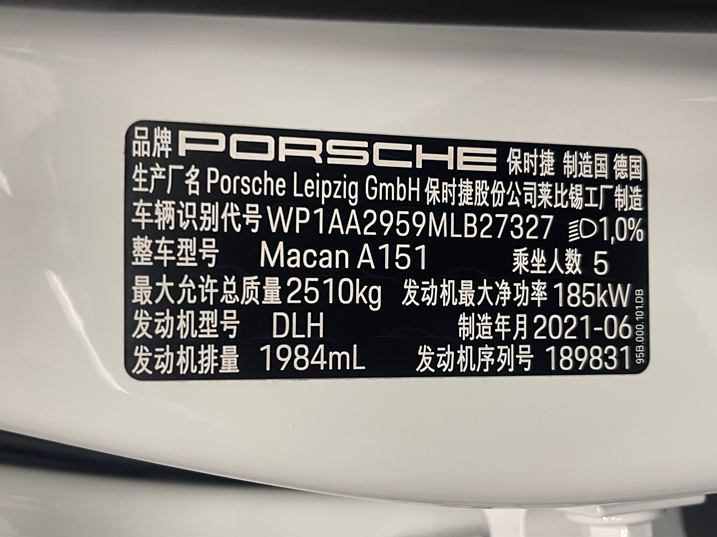 品牌 PORSCHE 保时捷 制造国 德国
生产厂名 Porsche Leipzig GmbH 保时捷股份公司莱比锡工厂制造
车辆识别代号 WP1AA2959MLB27327 1,0%
整车型号 Macan A151 乘坐人数 5
最大允许总质量 2510kg 发动机最大净功率 185kW
发动机型号 DLH 制造年月 2021-06
发动机排量 1984mL 发动机序列号 189831
95B.000.101.DB